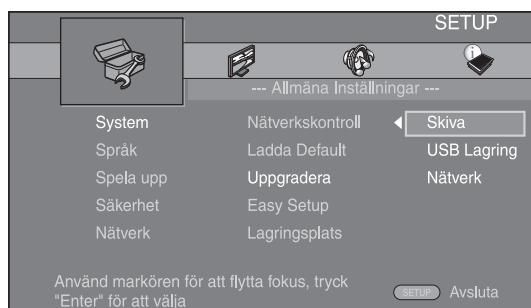 SETUP
--- Allmäna Inställningar ---
System Nätverkskontroll Skiva
Språk Ladda Default USB Lagring
Spela upp Uppgradera Nätverk
Säkerhet Easy Setup
Nätverk Lagringsplats
Använd markören för att flytta fokus, tryck
"Enter" för att välja
SETUP Avsluta